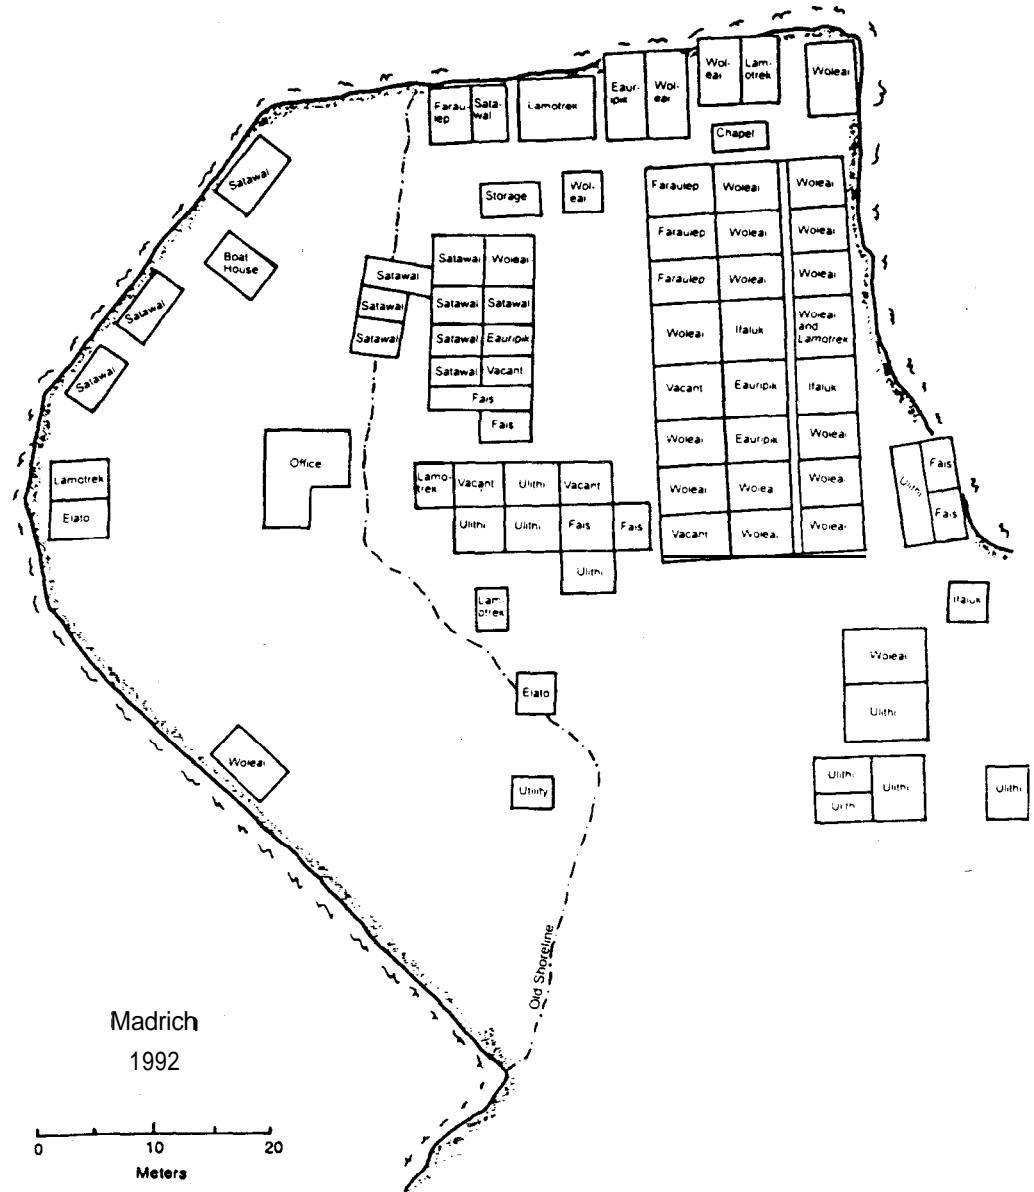 Woleai
Wol-
eai
Lam-
otrek
Eaur-
ipik
Wol-
eai
Lamotrek
Farau-
lep
Sata-
wal
Chapel
Satawal
Storage
Wol-
eai
Faraulep Woleai Woleai
Faraulep Woleai Woleai
Faraulep Woleai Woleai
Woleai Ifaluk Woleai
and
Lamotrek
Vacant Eauripik Ifaluk
Woleai Eauripik Woleai
Woleai Woleai Woleai
Vacant Woleai Woleai
Boat
House
Satawal
Satawal
Satawal
Satawal
Satawal
Satawal Woleai
Satawal Satawal
Satawal Eauripik
Satawal Vacant
Fais
Fais
Office
Lamotrek
Elato
Lamo-
trek
Vacant Ulithi Vacant
Ulithi Ulithi Fais Fais
Ulithi
Ulithi
Fais
Fais
Lam-
otrek
Ifaluk
Elato
Woleai
Ulithi
Woleai
Utility
Ulithi
Ulithi
Ulithi
Ulithi
Old Shoreline
Madrich
1992
0 10 20
Meters